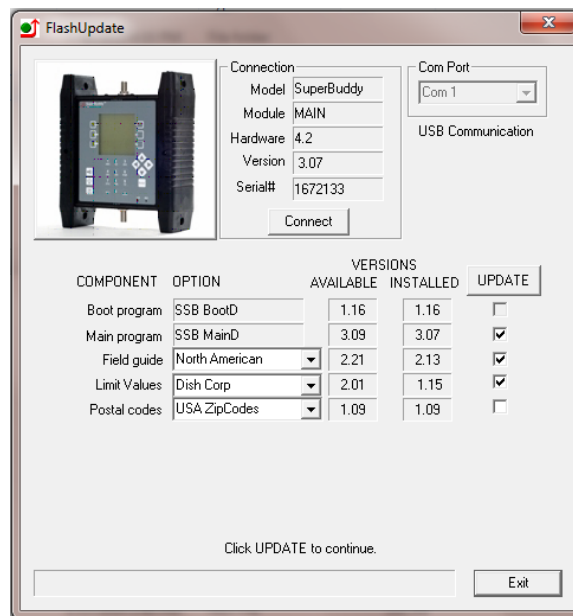 FlashUpdate
Connection
Model SuperBuddy
Module MAIN
Hardware 4.2
Version 3.07
Serial# 1672133
Connect
Com Port
Com 1
USB Communication
VERSIONS
COMPONENT OPTION AVAILABLE INSTALLED UPDATE
Boot program SSB BootD 1.16 1.16
Main program SSB MainD 3.09 3.07
Field guide North American 2.21 2.13
Limit Values Dish Corp 2.01 1.15
Postal codes USA ZipCodes 1.09 1.09
Click UPDATE to continue.
Exit